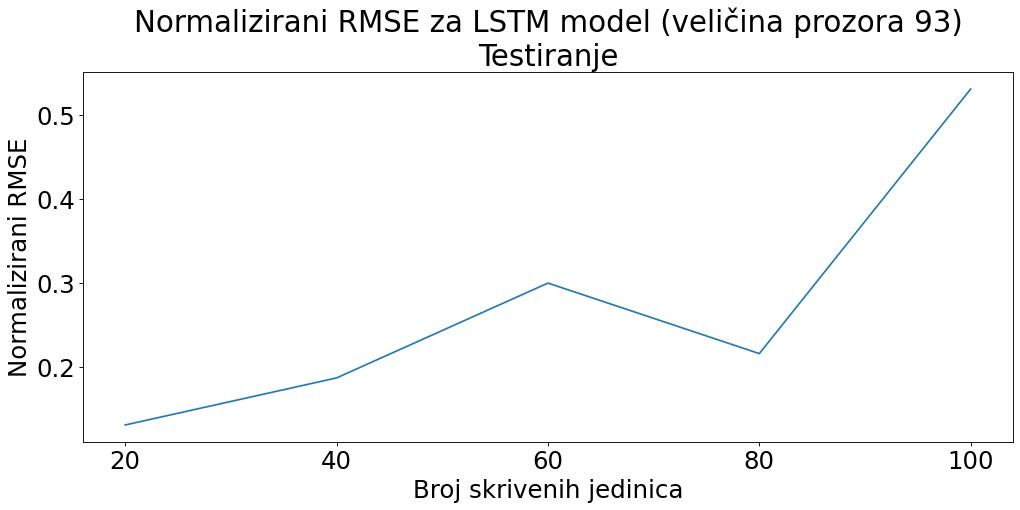 Normalizirani RMSE za LSTM model (veličina prozora 93)
Testiranje
Normalizirani RMSE
0.5
0.4
0.3
0.2
20 40 60 80 100
Broj skrivenih jedinica